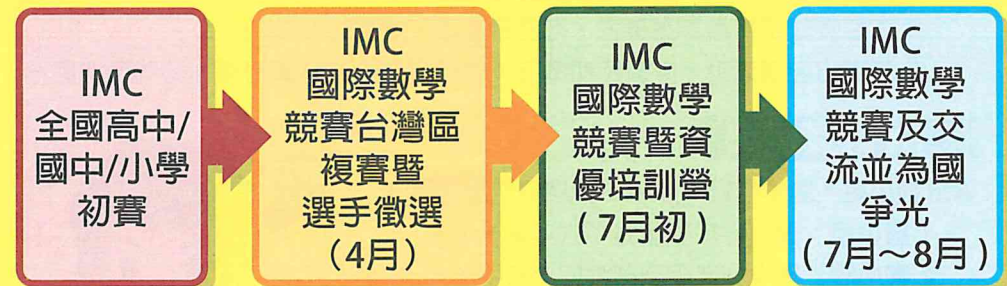 IMC
全國高中/
國中/小學
初賽
IMC
國際數學
競賽台灣區
複賽暨
選手徵選
(4月)
IMC
國際數學
競賽暨資
優培訓營
(7月初)
IMC
國際數學
競賽及交
流並為國
爭光
(7月～8月)